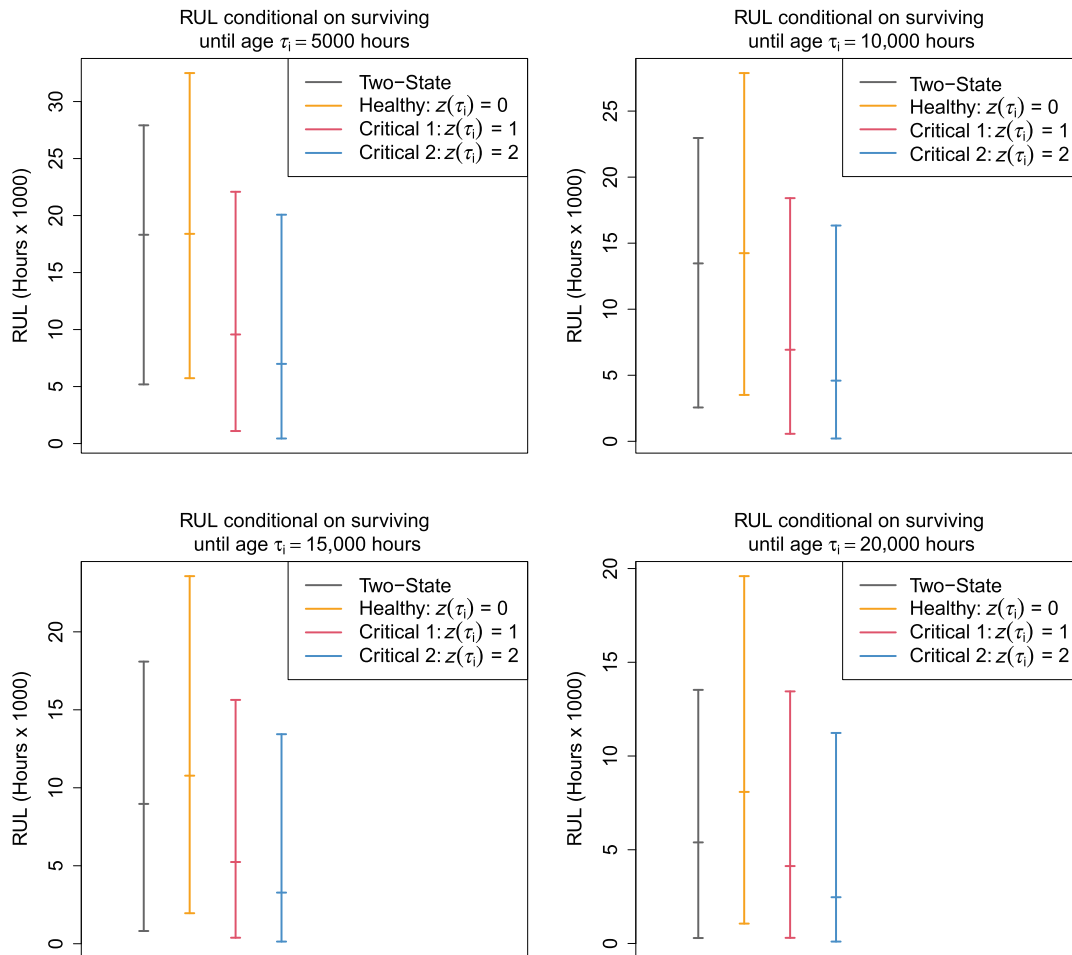 RUL conditional on surviving
until age τi = 5000 hours
RUL (Hours x 1000)
30
25
20
15
10
5
0
Two−State
Healthy: z(τi) = 0
Critical 1: z(τi) = 1
Critical 2: z(τi) = 2
RUL conditional on surviving
until age τi = 10,000 hours
RUL (Hours x 1000)
25
20
15
10
5
0
Two−State
Healthy: z(τi) = 0
Critical 1: z(τi) = 1
Critical 2: z(τi) = 2
RUL conditional on surviving
until age τi = 15,000 hours
RUL (Hours x 1000)
20
15
10
5
0
Two−State
Healthy: z(τi) = 0
Critical 1: z(τi) = 1
Critical 2: z(τi) = 2
RUL conditional on surviving
until age τi = 20,000 hours
RUL (Hours x 1000)
20
15
10
5
0
Two−State
Healthy: z(τi) = 0
Critical 1: z(τi) = 1
Critical 2: z(τi) = 2